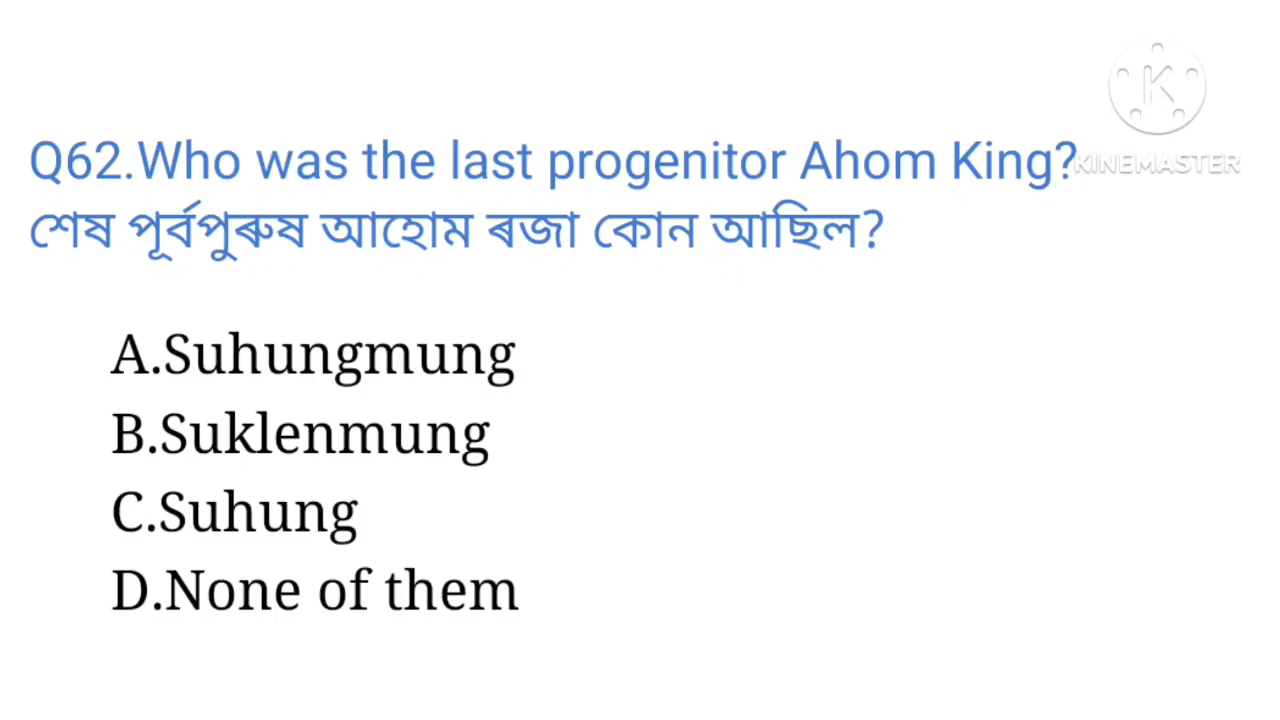 Q62.Who was the last progenitor Ahom King?
KINEMASTER
শেষ পূৰ্বপুৰুষ আহোম ৰজা কোন আছিল?
A.Suhungmung
B.Suklenmung
C.Suhung
D.None of them